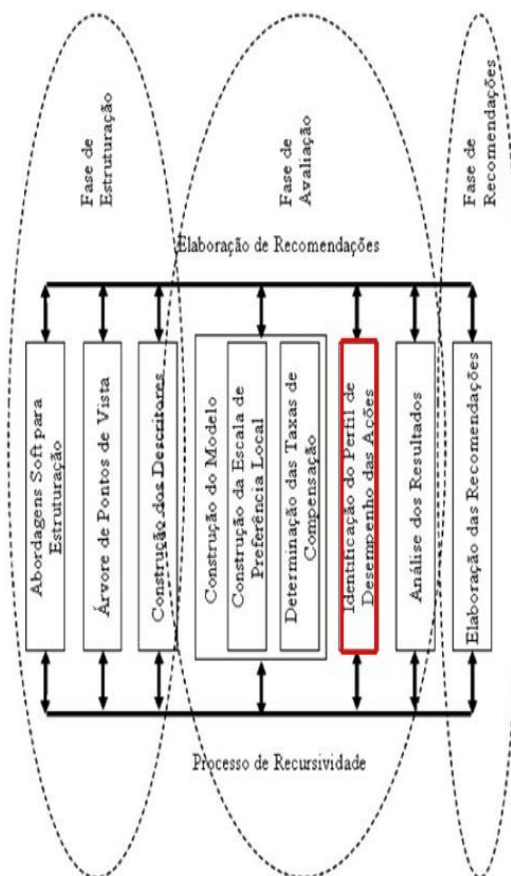 Abordagens Soft para
Estruturação
Árvore de Pontos de Vista
Construção dos Descritores
Construção do Modelo
Construção da Escala de
Preferência Local
Determinação das Taxas de
Compensação
Identificação do Perfil de
Desempenho das Ações
Análise dos Resultados
Elaboração das Recomendações
Fase de
Estruturação
Fase de
Avaliação
Fase de
Recomendações
Elaboração de Recomendações
Processo de Recursividade